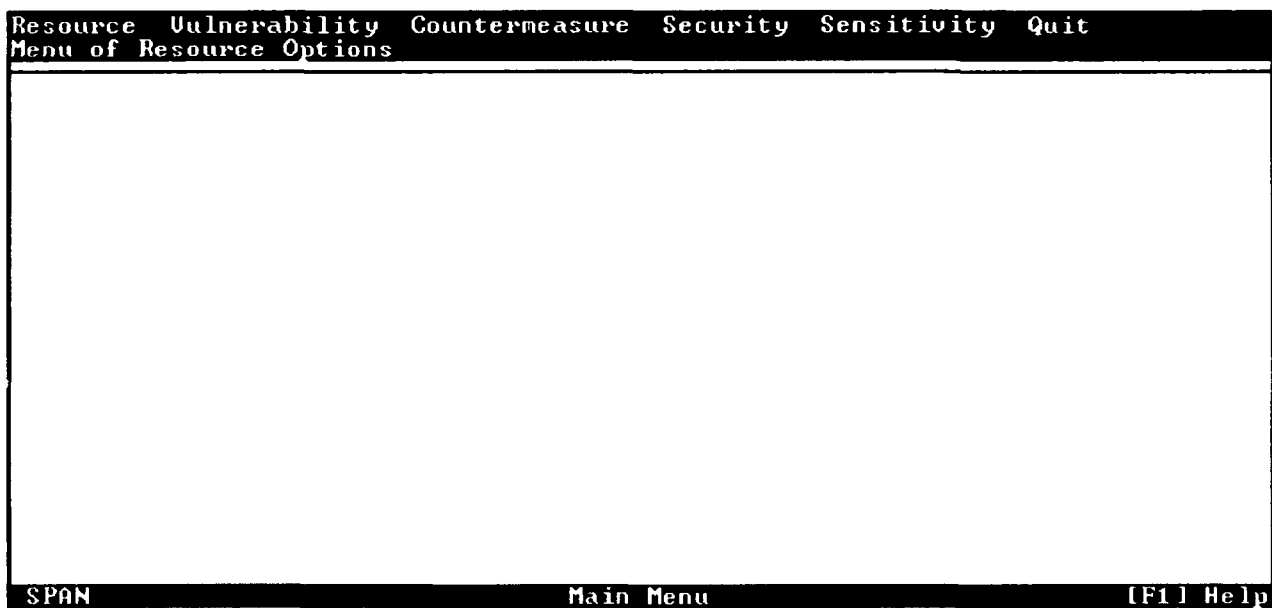 Resource Vulnerability Countermeasure Security Sensitivity Quit
Menu of Resource Options
SPAN Main Menu [F1] Help